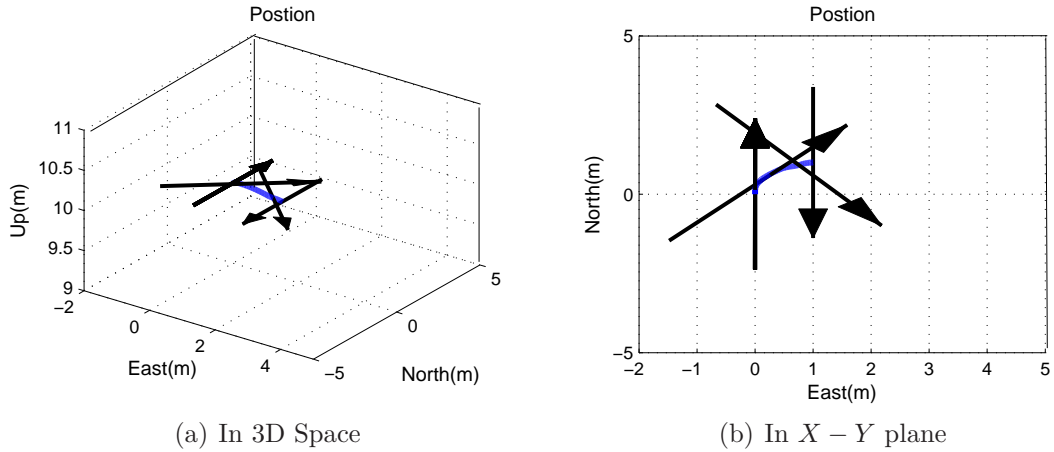 Postion
11
10.5
10
9.5
9
Up(m)
−2
0
2
4
East(m)
−5
0
5
North(m)
(a) In 3D Space
Postion
5
0
−5
North(m)
−2 −1 0 1 2 3 4 5
East(m)
(b) In X − Y plane